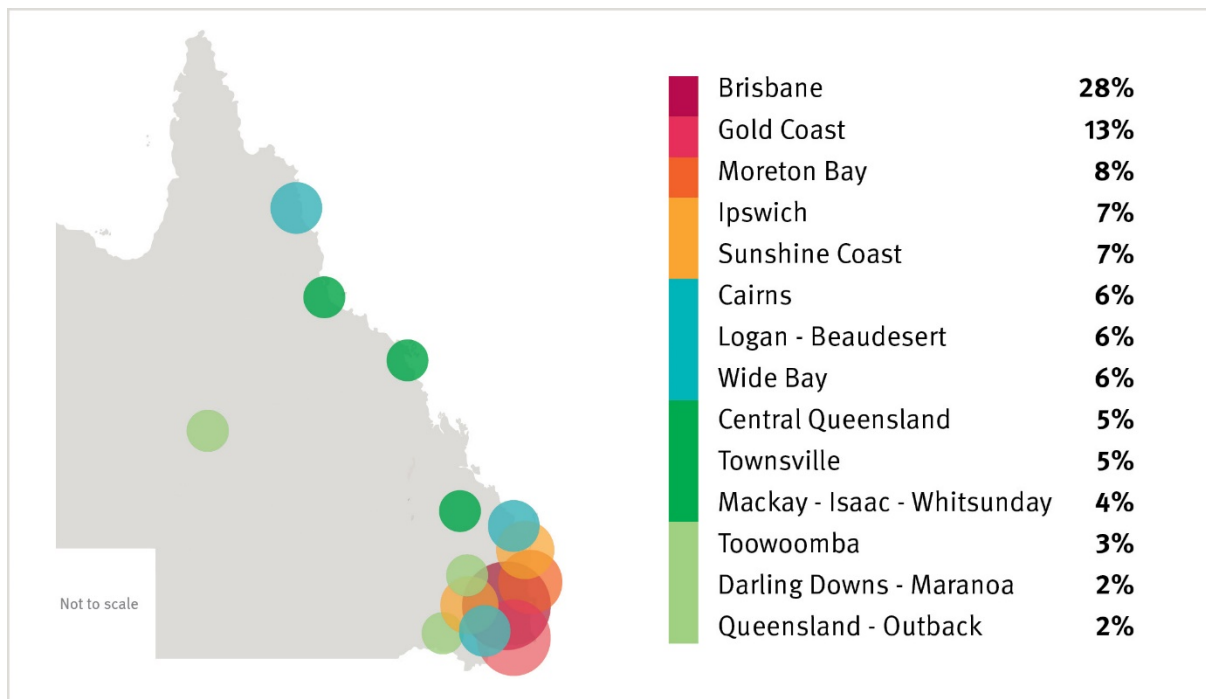 Brisbane 28%
Gold Coast 13%
Moreton Bay 8%
Ipswich 7%
Sunshine Coast 7%
Cairns 6%
Logan - Beaudesert 6%
Wide Bay 6%
Central Queensland 5%
Townsville 5%
Mackay - Isaac - Whitsunday 4%
Toowoomba 3%
Darling Downs - Maranoa 2%
Queensland - Outback 2%
Not to scale